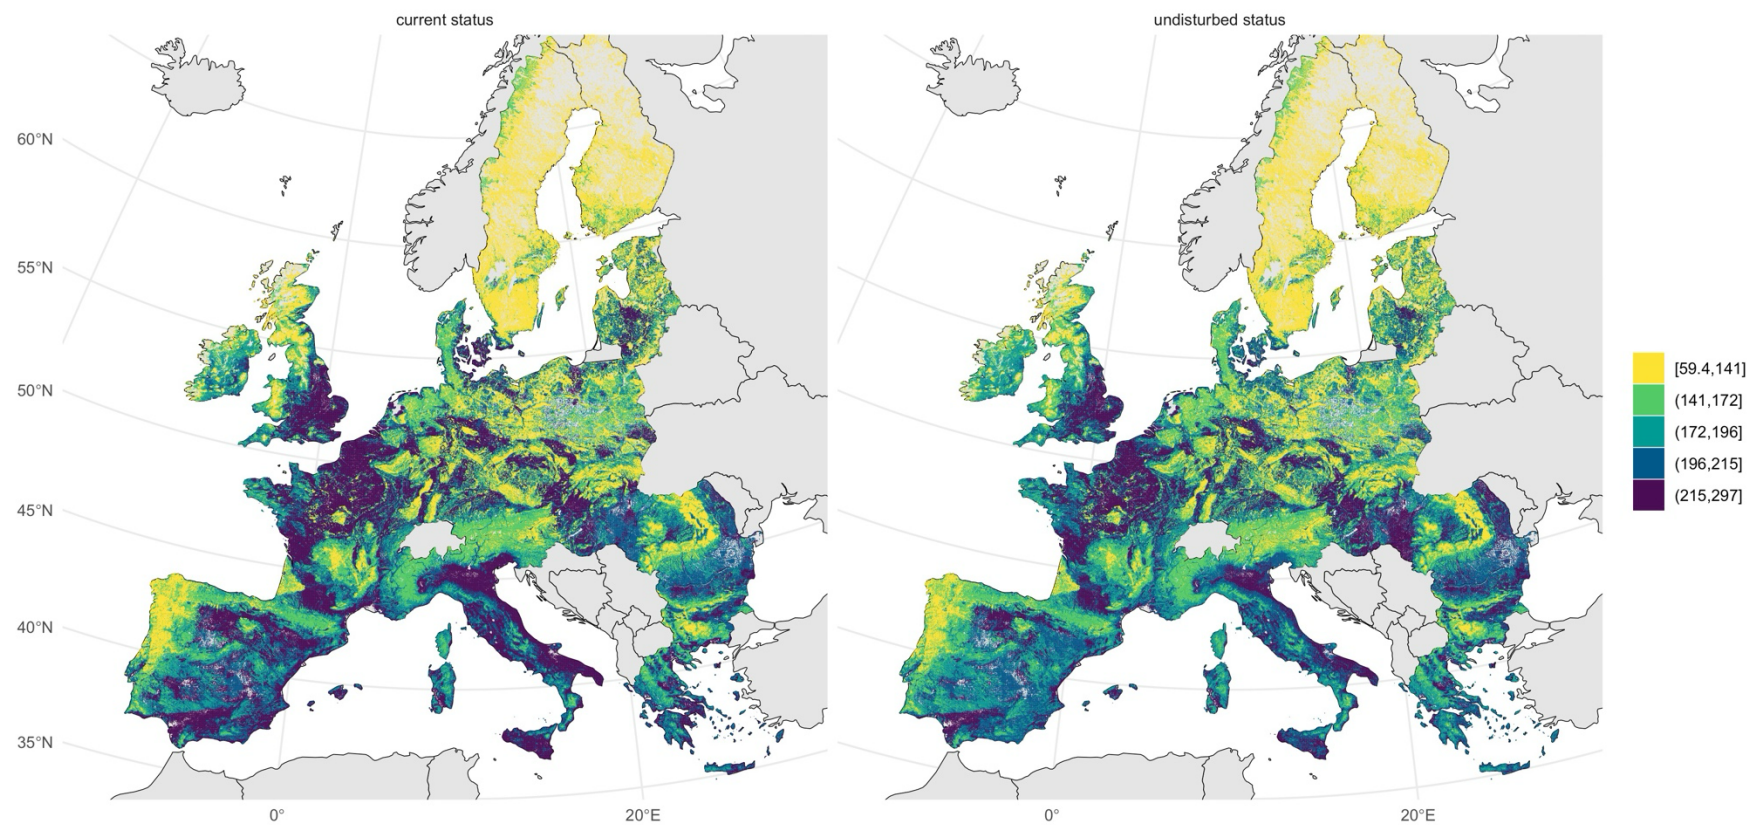 current status
undisturbed status
60°N
55°N
50°N
45°N
40°N
35°N
[59.4,141]
(141,172]
(172,196]
(196,215]
(215,297]
0°
20°E
0°
20°E